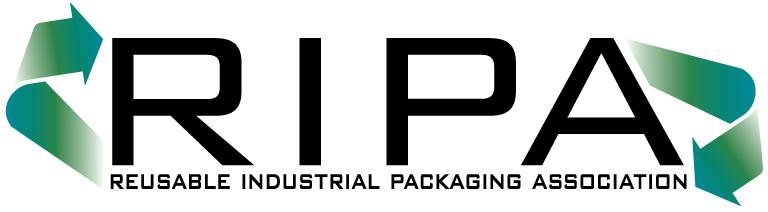 RIPA
REUSABLE INDUSTRIAL PACKAGING ASSOCIATION